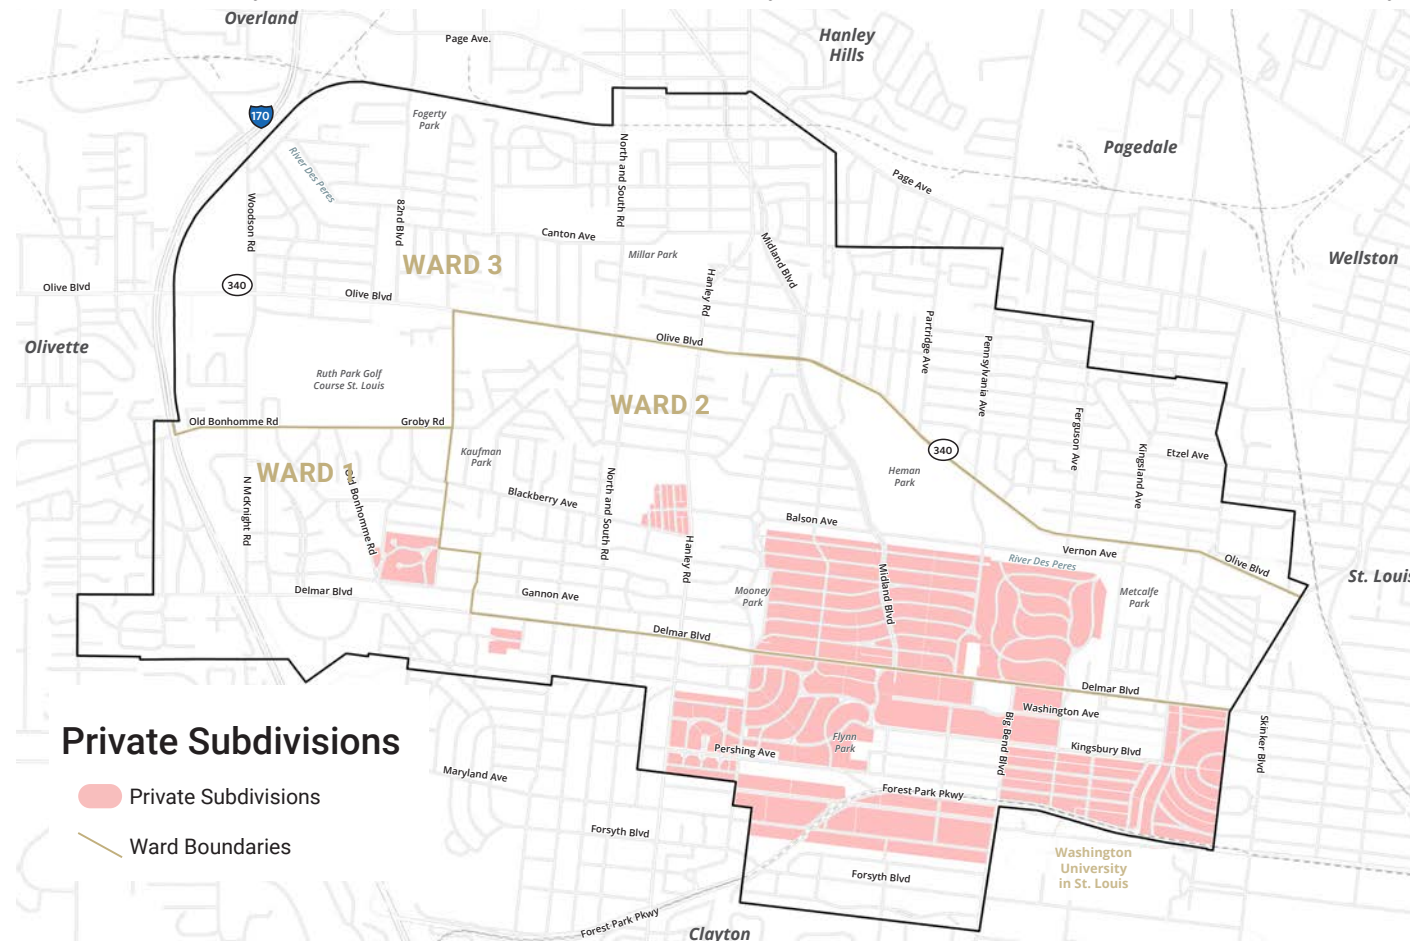 Overland
Page Ave.
Hanley
Hills
170
Fogerty
Park
River Des Peres
North and South Rd
Pagedale
Page Ave
Woodson Rd
82nd Blvd
Canton Ave
Millar Park
Midland Blvd
WARD 3
Wellston
Olive Blvd
340
Olive Blvd
Hanley Rd
Partridge Ave
Pennsylvania Ave
Olivette
Olive Blvd
Ruth Park Golf
Course St. Louis
WARD 2
Old Bonhomme Rd
Groby Rd
Ferguson Ave
340
Kingsland Ave
Etzel Ave
Kaufman
Park
WARD 1
Heman
Park
N McKnight Rd
Old Bonhomme Rd
Blackberry Ave
North and South Rd
Balson Ave
Hanley Rd
Vernon Ave
River Des Peres
Olive Blvd
St. Louis
Midland Blvd
Delmar Blvd
Gannon Ave
Mooney
Park
Metcalfe
Park
Delmar Blvd
Delmar Blvd
Washington Ave
Big Bend Blvd
Skinker Blvd
Private Subdivisions
Flynn
Park
Pershing Ave
Kingsbury Blvd
Maryland Ave
Private Subdivisions
Forest Park Pkwy
Forsyth Blvd
Ward Boundaries
Washington
University
in St. Louis
Forsyth Blvd
Forest Park Pkwy
Clayton